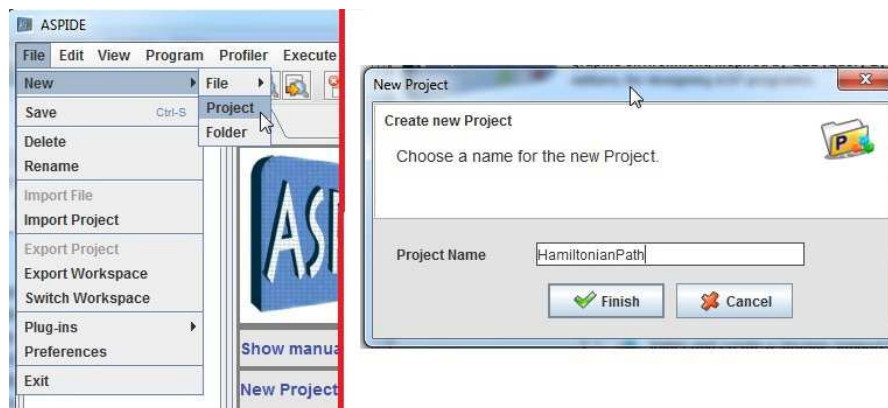 ASPIDE
File Edit View Program Profiler Execute
New
Save Ctrl-S
Delete
Rename
Import File
Import Project
Export Project
Export Workspace
Switch Workspace
Plug-ins
Preferences
Exit
File
Project
Folder
Show
New Project
New Project
Create new Project
Choose a name for the new Project.
P
Project Name HamiltonianPath
Finish Cancel